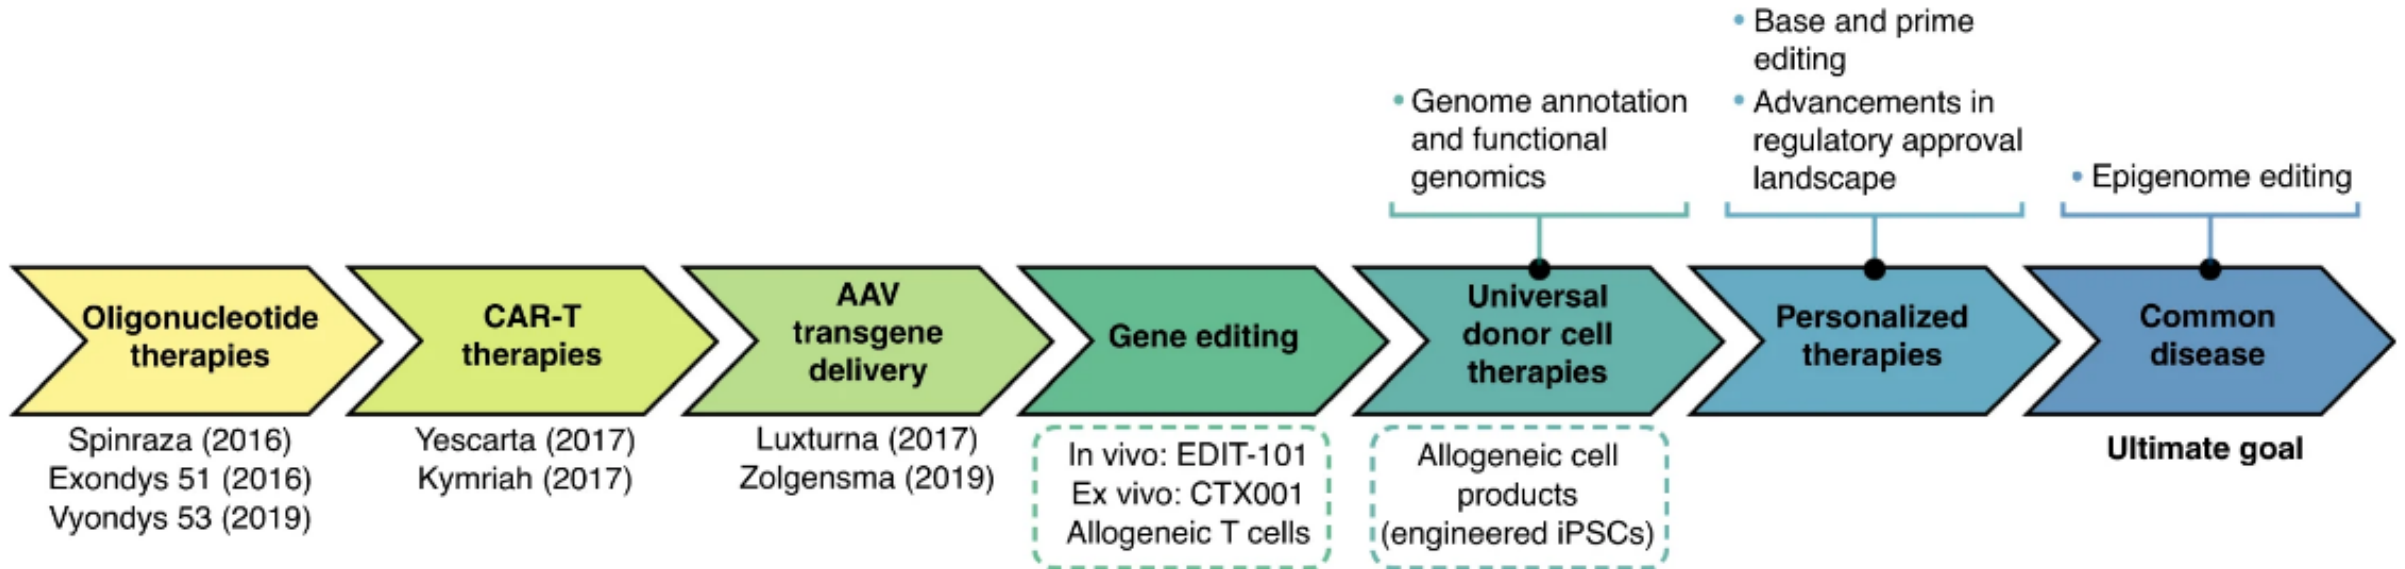 • Base and prime
editing
• Advancements in
regulatory approval
landscape
• Genome annotation
and functional
genomics
• Epigenome editing
Oligonucleotide
therapies
CAR-T
therapies
AAV
transgene
delivery
Gene editing
Universal
donor cell
therapies
Personalized
therapies
Common
disease
Spinraza (2016)
Exondys 51 (2016)
Vyondys 53 (2019)
Yescarta (2017)
Kymriah (2017)
Luxturna (2017)
Zolgensma (2019)
In vivo: EDIT-101
Ex vivo: CTX001
Allogeneic T cells
Allogeneic cell
products
(engineered iPSCs)
Ultimate goal